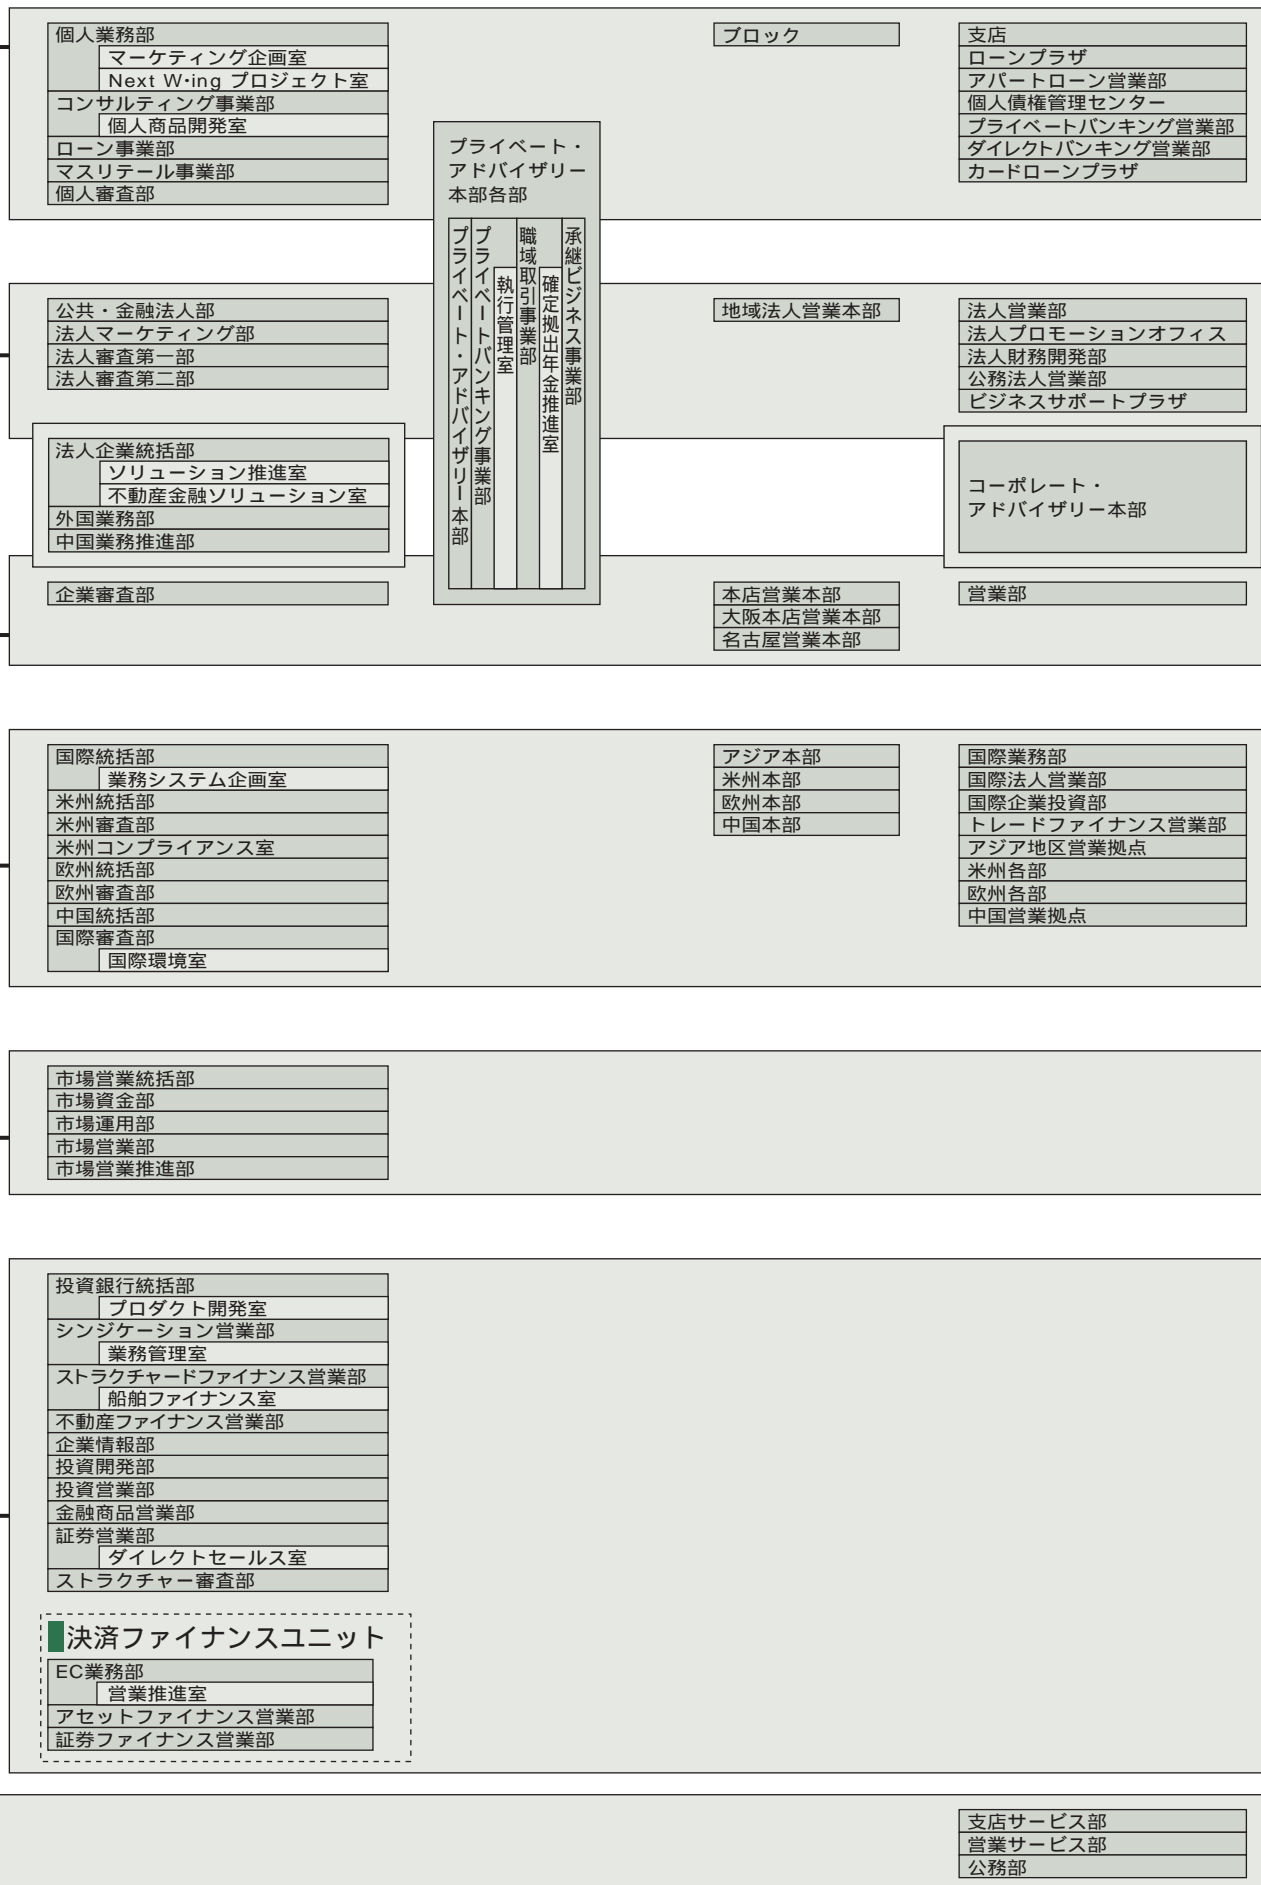 個人業務部
マーケティング企画室
Next W・ing プロジェクト室
コンサルティング事業部
個人商品開発室
ローン事業部
マスリテール事業部
個人審査部
プライベート・
アドバイザリー
本部各部
プライベート・アドバイザリー本部
プライベートバンキング事業部
執行管理室
職域取引事業部
確定拠出年金推進室
承継ビジネス事業部
ブロック
支店
ローンプラザ
アパートローン営業部
個人債権管理センター
プライベートバンキング営業部
ダイレクトバンキング営業部
カードローンプラザ
公共・金融法人部
法人マーケティング部
法人審査第一部
法人審査第二部
地域法人営業本部
法人営業部
法人プロモーションオフィス
法人財務開発部
公務法人営業部
ビジネスサポートプラザ
法人企業統括部
ソリューション推進室
不動産金融ソリューション室
外国業務部
中国業務推進部
コーポレート・
アドバイザリー本部
企業審査部
本店営業本部
大阪本店営業本部
名古屋営業本部
営業部
国際統括部
業務システム企画室
米州統括部
米州審査部
米州コンプライアンス室
欧州統括部
欧州審査部
中国統括部
国際審査部
国際環境室
アジア本部
米州本部
欧州本部
中国本部
国際業務部
国際法人営業部
国際企業投資部
トレードファイナンス営業部
アジア地区営業拠点
米州各部
欧州各部
中国営業拠点
市場営業統括部
市場資金部
市場運用部
市場営業部
市場営業推進部
投資銀行統括部
プロダクト開発室
シンジケーション営業部
業務管理室
ストラクチャードファイナンス営業部
船舶ファイナンス室
不動産ファイナンス営業部
企業情報部
投資開発部
投資営業部
金融商品営業部
証券営業部
ダイレクトセールス室
ストラクチャー審査部
決済ファイナンスユニット
EC業務部
営業推進室
アセットファイナンス営業部
証券ファイナンス営業部
支店サービス部
営業サービス部
公務部